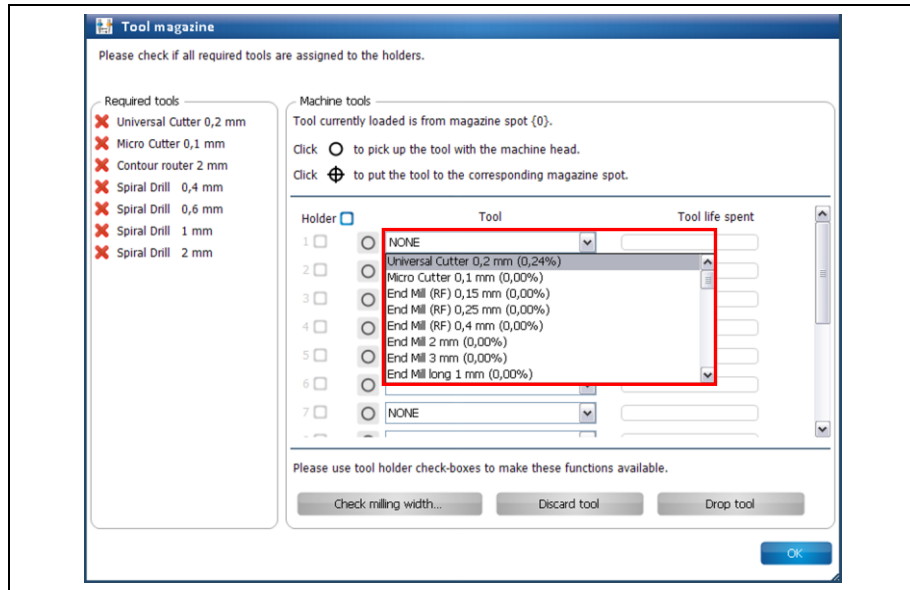 Tool magazine
Please check if all required tools are assigned to the holders.
Required tools
Universal Cutter 0,2 mm
Micro Cutter 0,1 mm
Contour router 2 mm
Spiral Drill 0,4 mm
Spiral Drill 0,6 mm
Spiral Drill 1 mm
Spiral Drill 2 mm
Machine tools
Tool currently loaded is from magazine spot {0}.
Click to pick up the tool with the machine head.
Click to put the tool to the corresponding magazine spot.
Holder Tool Tool life spent
1 NONE
Universal Cutter 0,2 mm (0,24%)
2
Micro Cutter 0,1 mm (0,00%)
3 End Mill (RF) 0,15 mm (0,00%)
End Mill (RF) 0,25 mm (0,00%)
4 End Mill (RF) 0,4 mm (0,00%)
End Mill 2 mm (0,00%)
5 End Mill 3 mm (0,00%)
End Mill long 1 mm (0,00%)
6
7 NONE
Please use tool holder check-boxes to make these functions available.
Check milling width... Discard tool Drop tool
OK